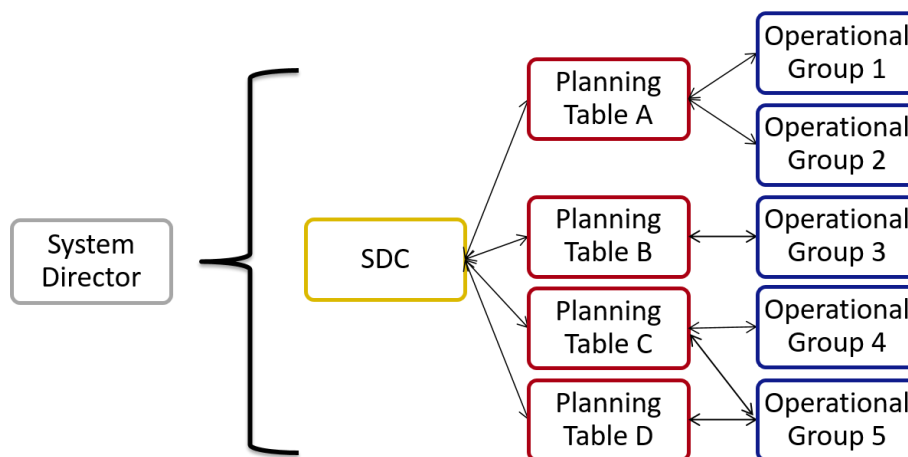 System
Director
SDC
Planning
Table A
Planning
Table B
Planning
Table C
Planning
Table D
Operational
Group 1
Operational
Group 2
Operational
Group 3
Operational
Group 4
Operational
Group 5